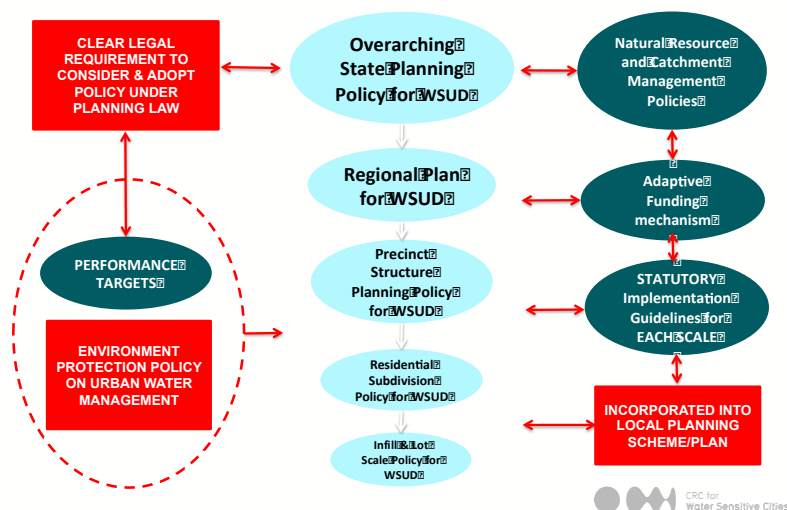 CLEAR LEGAL
REQUIREMENT TO
CONSIDER & ADOPT
POLICY UNDER
PLANNING LAW
Overarching
State Planning
Policy for WSUD
Natural Resource
and Catchment
Management
Policies
Regional Plan
for WSUD
Adaptive
Funding
mechanism
PERFORMANCE
TARGETS
Precinct
Structure
Planning Policy
for WSUD
STATUTORY
Implementation
Guidelines for
EACH SCALE
ENVIRONMENT
PROTECTION POLICY
ON URBAN WATER
MANAGEMENT
Residential
Subdivision
Policy for WSUD
INCORPORATED INTO
LOCAL PLANNING
SCHEME/PLAN
Infill & Lot
Scale Policy for
WSUD
CRC for
Water Sensitive Cities